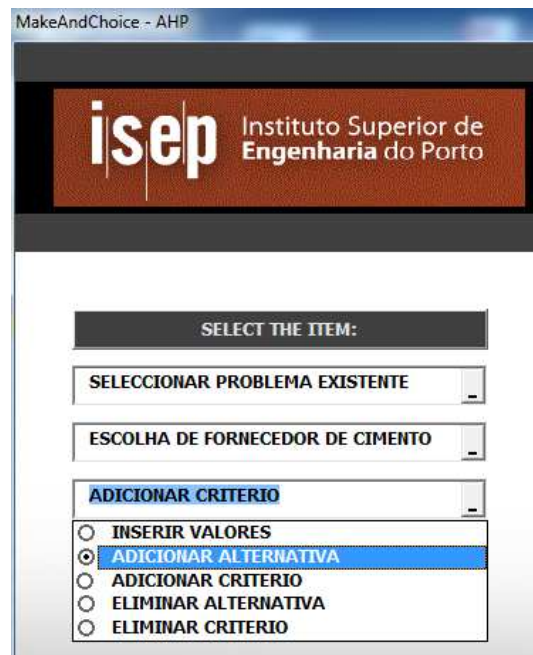 MakeAndChoice - AHP
isep
Instituto Superior de
Engenharia do Porto
SELECT THE ITEM:
SELECCIONAR PROBLEMA EXISTENTE
ESCOLHA DE FORNECEDOR DE CIMENTO
ADICIONAR CRITERIO
INSERIR VALORES
ADICIONAR ALTERNATIVA
ADICIONAR CRITERIO
ELIMINAR ALTERNATIVA
ELIMINAR CRITERIO